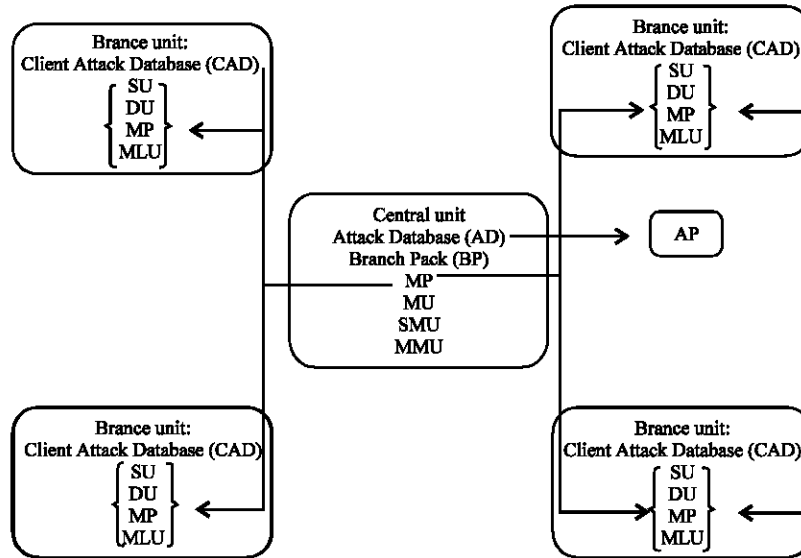 Brance unit:
Client Attack Database (CAD)
SU
DU
MP
MLU
Brance unit:
Client Attack Database (CAD)
SU
DU
MP
MLU
Central unit
Attack Database (AD)
Branch Pack (BP)
MP
MU
SMU
MMU
AP
Brance unit:
Client Attack Database (CAD)
SU
DU
MP
MLU
Brance unit:
Client Attack Database (CAD)
SU
DU
MP
MLU